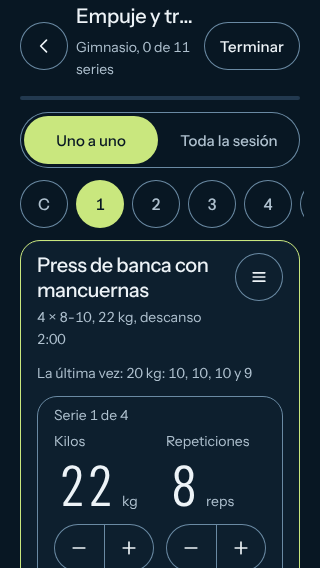 Empuje y tr...
Gimnasio, 0 de 11
series
Terminar
Uno a uno
Toda la sesión
C
1
2
3
4
Press de banca con
mancuernas
4 × 8-10, 22 kg, descanso
2:00
La última vez: 20 kg: 10, 10, 10 y 9
Serie 1 de 4
Kilos
Repeticiones
22 kg
8 reps
− +
− +